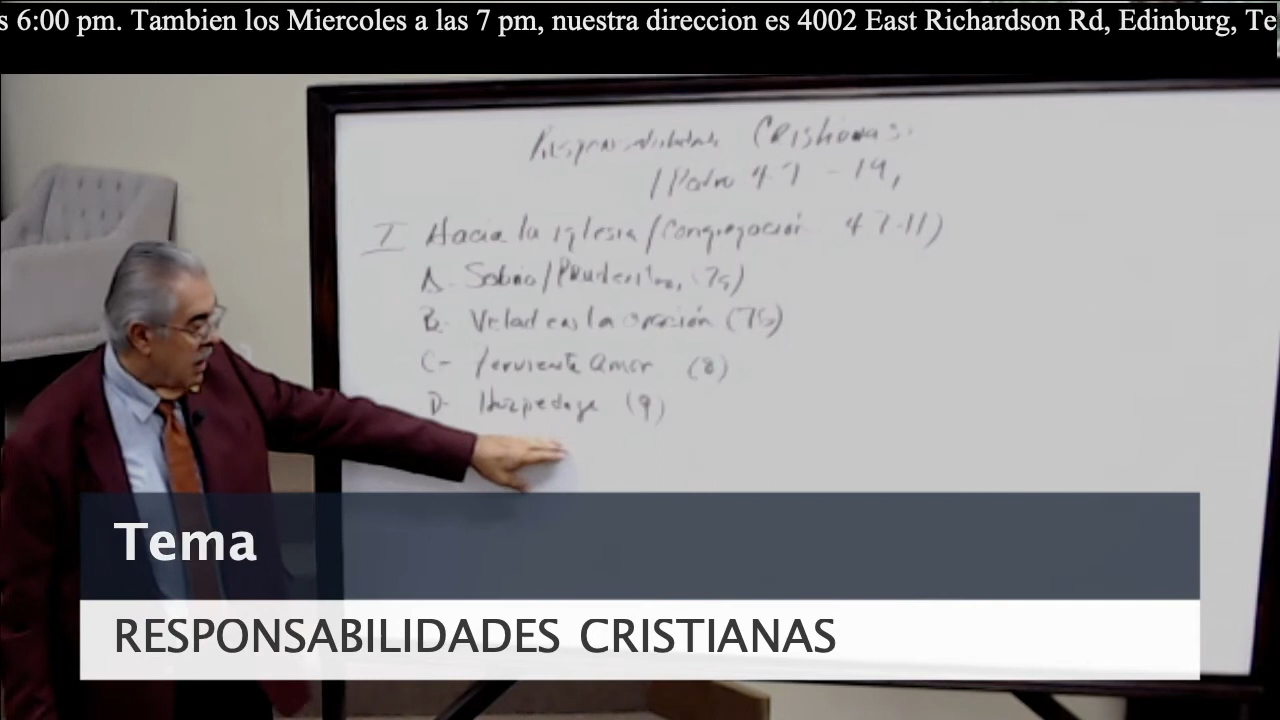 s 6:00 pm. Tambien los Miercoles a las 7 pm, nuestra direccion es 4002 East Richardson Rd, Edinburg, Te
Responsabilidades Cristianas.
1 Pedro 4.7 - 19,
I Hacia la iglesia/Congregación 4 7-11)
A- Sobrio/Prudentes, (7a)
B- Velad en la oración (7b)
C- ferviente amor (8)
D- Hospedaje (9)
Tema
RESPONSABILIDADES CRISTIANAS